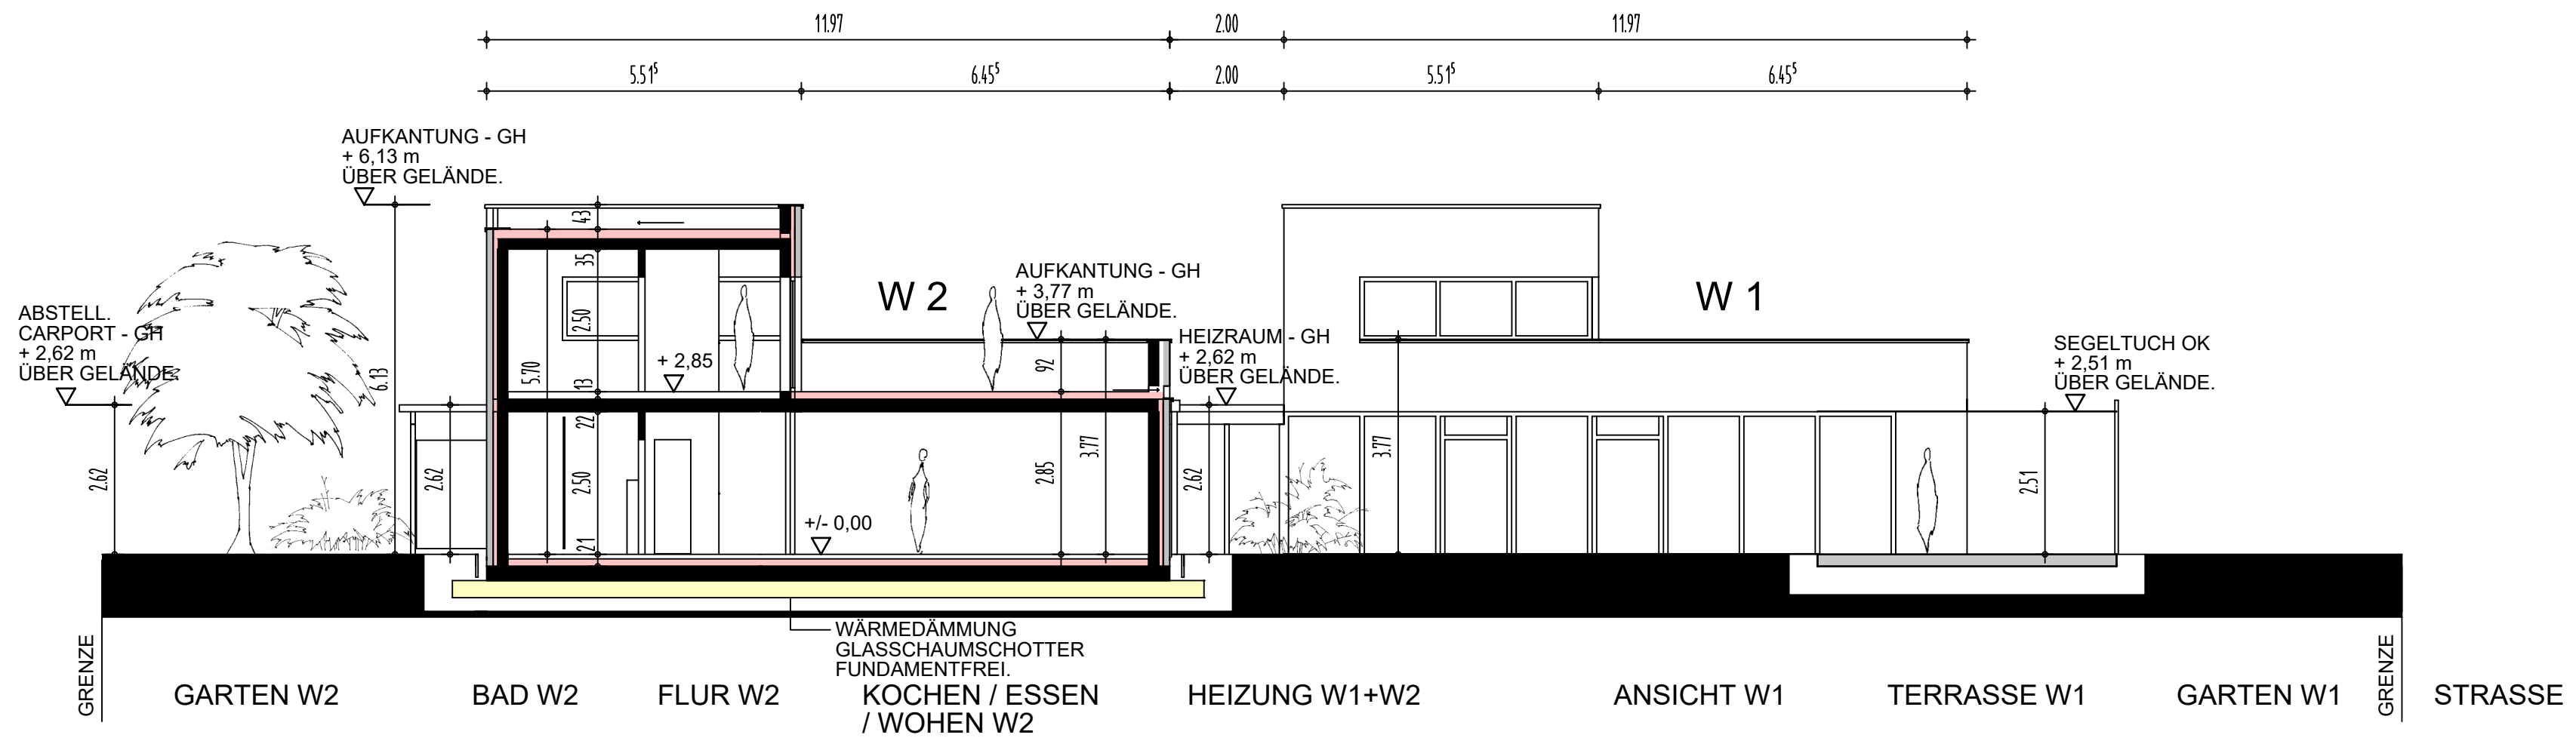 11.97
2.00
11.97
5.51⁵
6.45⁵
2.00
5.51⁵
6.45⁵
AUFKANTUNG - GH
+ 6,13 m
ÜBER GELÄNDE.
43
35
2.50
5.70
13
22
2.50
21
+ 2,85
W 2
AUFKANTUNG - GH
+ 3,77 m
ÜBER GELÄNDE.
W 1
ABSTELL.
CARPORT - GH
+ 2,62 m
ÜBER GELÄNDE.
HEIZRAUM - GH
+ 2,62 m
ÜBER GELÄNDE.
SEGELTUCH OK
+ 2,51 m
ÜBER GELÄNDE.
6.13
92
2.62
2.62
2.85
3.77
2.62
3.77
2.51
+/- 0,00
WÄRMEDÄMMUNG
GLASSCHAUMSCHOTTER
FUNDAMENTFREI.
GRENZE
GARTEN W2
BAD W2
FLUR W2
KOCHEN / ESSEN
/ WOHEN W2
HEIZUNG W1+W2
ANSICHT W1
TERRASSE W1
GARTEN W1
GRENZE
STRASSE